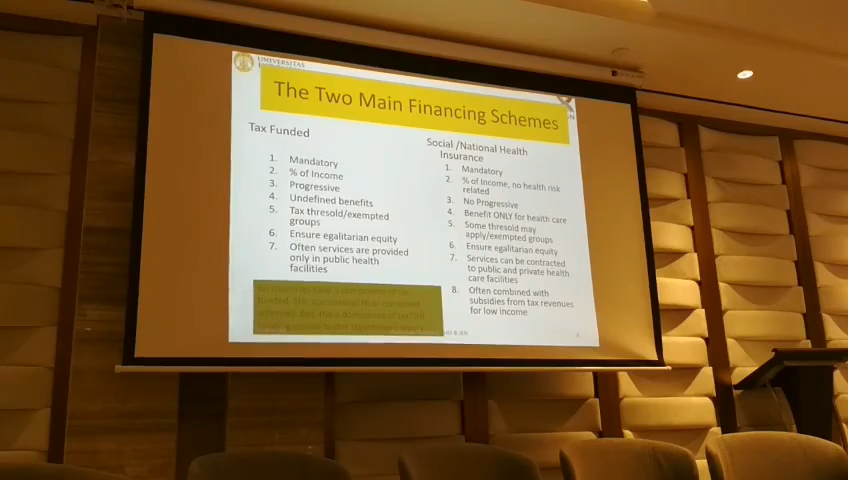 UNIVERSITAS
The Two Main Financing Schemes
Tax Funded
1. Mandatory
2. % of Income
3. Progressive
4. Undefined benefits
5. Tax thresold/exempted
groups
6. Ensure egalitarian equity
7. Often services are provided
only in public health
facilities
Social /National Health
Insurance
1. Mandatory
2. % of Income, no health risk
related
3. No Progressive
4. Benefit ONLY for health care
5. Some thresold may
apply/exempted groups
6. Ensure egalitarian equity
7. Services can be contracted
to public and private health
care facilities
8. Often combined with
subsidies from tax revenues
for low income